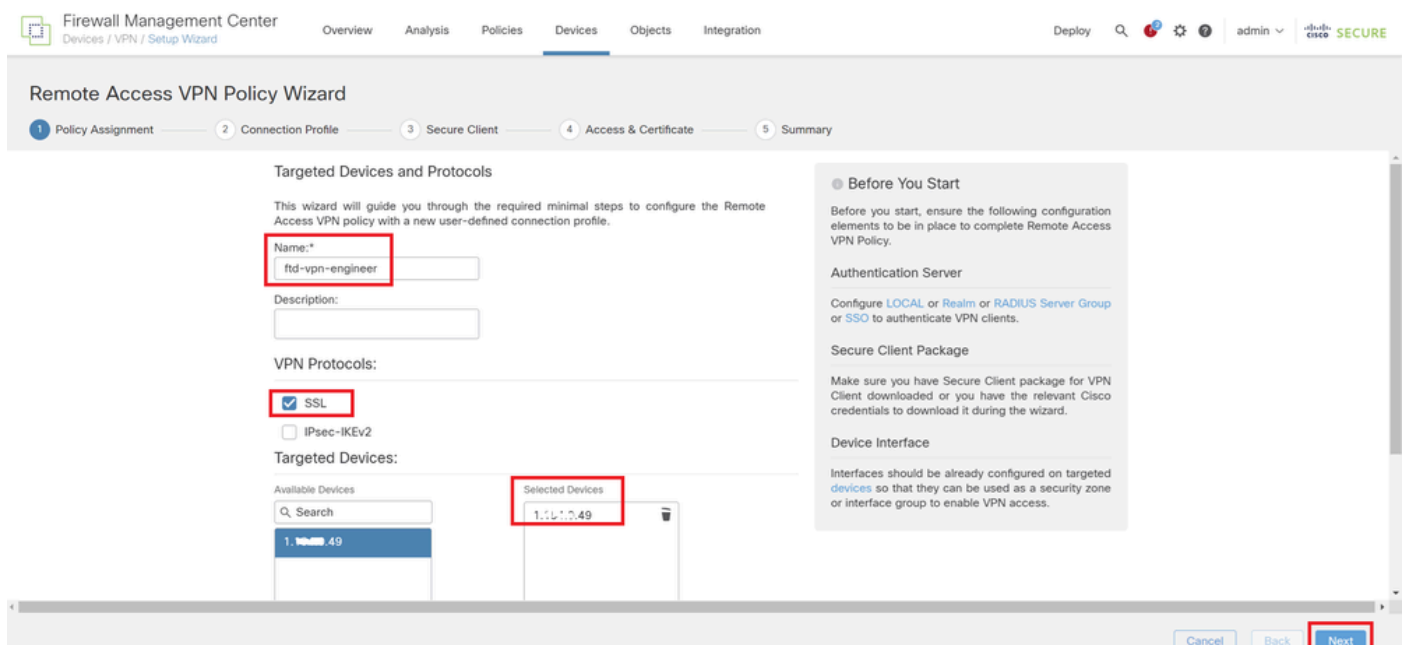 Firewall Management Center
Devices / VPN / Setup Wizard
Overview Analysis Policies Devices Objects Integration
Deploy admin cisco SECURE
Remote Access VPN Policy Wizard
1 Policy Assignment 2 Connection Profile 3 Secure Client 4 Access & Certificate 5 Summary
Targeted Devices and Protocols
This wizard will guide you through the required minimal steps to configure the Remote
Access VPN policy with a new user-defined connection profile.
Name:*
ftd-vpn-engineer
Description:
VPN Protocols:
SSL
IPsec-IKEv2
Targeted Devices:
Available Devices
Search
1. .49
Selected Devices
.49
Before You Start
Before you start, ensure the following configuration
elements to be in place to complete Remote Access
VPN Policy.
Authentication Server
Configure LOCAL or Realm or RADIUS Server Group
or SSO to authenticate VPN clients.
Secure Client Package
Make sure you have Secure Client package for VPN
Client downloaded or you have the relevant Cisco
credentials to download it during the wizard.
Device Interface
Interfaces should be already configured on targeted
devices so that they can be used as a security zone
or interface group to enable VPN access.
Cancel Back Next